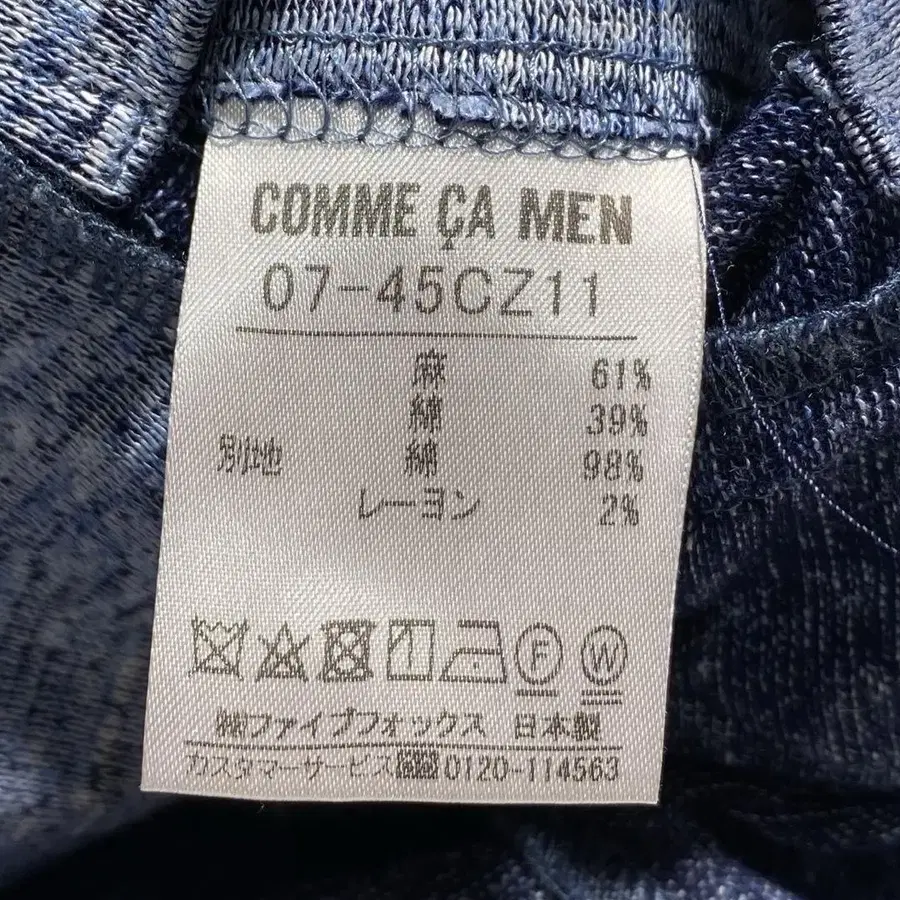 COMME ÇA MEN
07-45CZ11
麻 61%
綿 39%
別地 綿 98%
レーヨン 2%
F W
㈱ファイブフォックス 日本製
カスタマーサービス 0120-114563